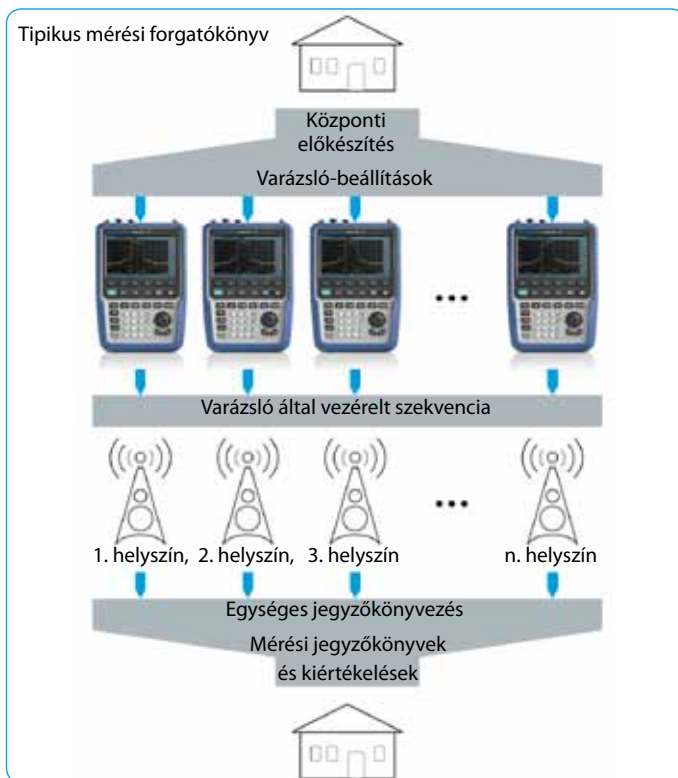 Tipikus mérési forgatókönyv
Központi
előkészítés
Varázsló-beállítások
Varázsló által vezérelt szekvencia
1. helyszín, 2. helyszín, 3. helyszín n. helyszín
Egységes jegyzőkönyvezés
Mérési jegyzőkönyvek
és kiértékelések